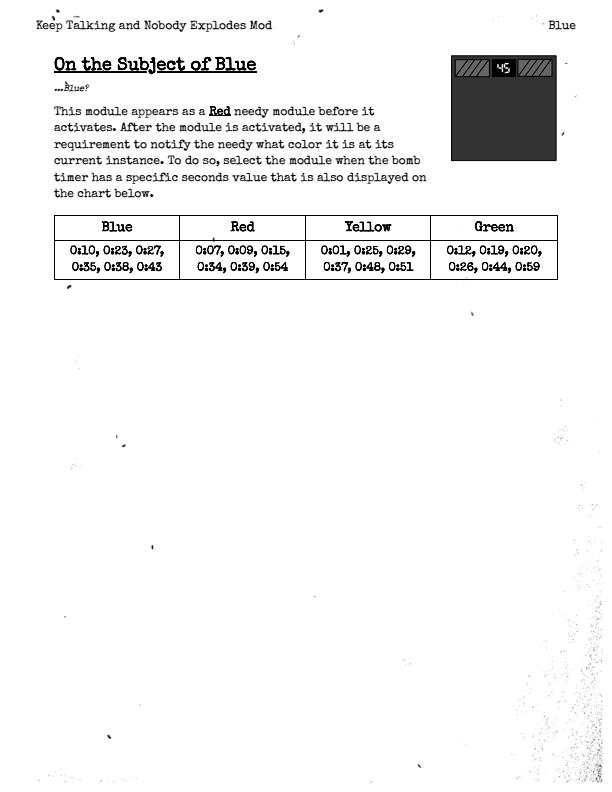 Keep Talking and Nobody Explodes Mod
Blue
On the Subject of Blue
...Blue?
45
This module appears as a Red needy module before it
activates. After the module is activated, it will be a
requirement to notify the needy what color it is at its
current instance. To do so, select the module when the bomb
timer has a specific seconds value that is also displayed on
the chart below.
Blue Red Yellow Green
0:10, 0:23, 0:27, 0:07, 0:09, 0:15, 0:01, 0:25, 0:29, 0:12, 0:19, 0:20,
0:35, 0:38, 0:43 0:34, 0:39, 0:54 0:37, 0:48, 0:51 0:26, 0:44, 0:59